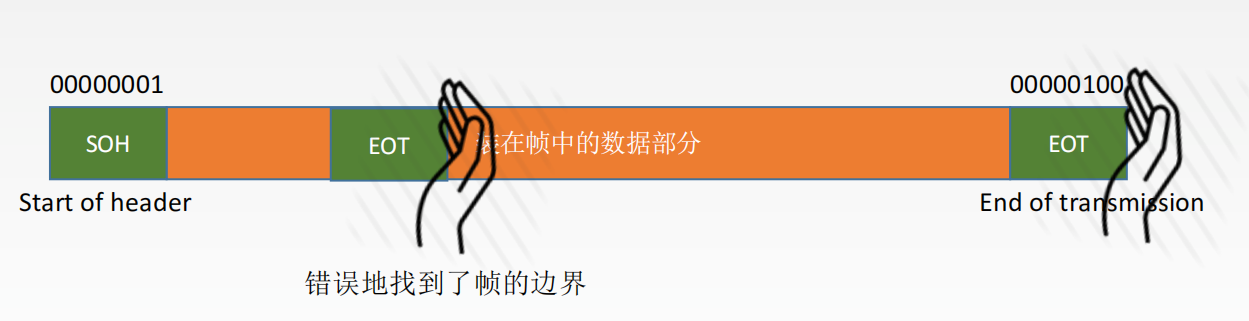 00000001
00000100
SOH
EOT
装在帧中的数据部分
EOT
Start of header
End of transmission
错误地找到了帧的边界